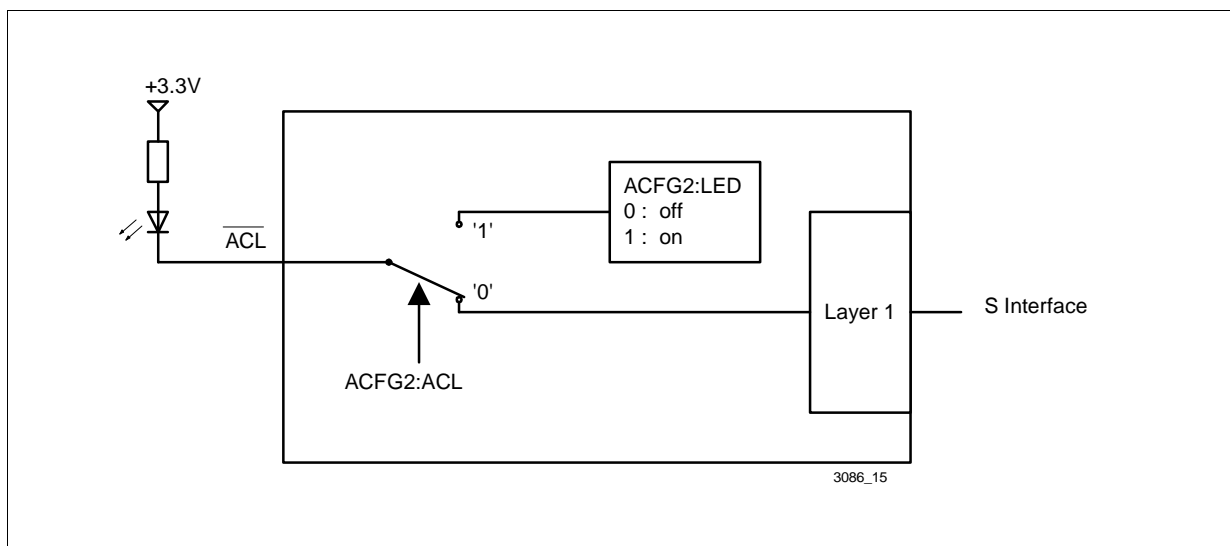 +3.3V
ACL
'1'
ACFG2:LED
0 : off
1 : on
'0'
Layer 1
S Interface
ACFG2:ACL
3086_15